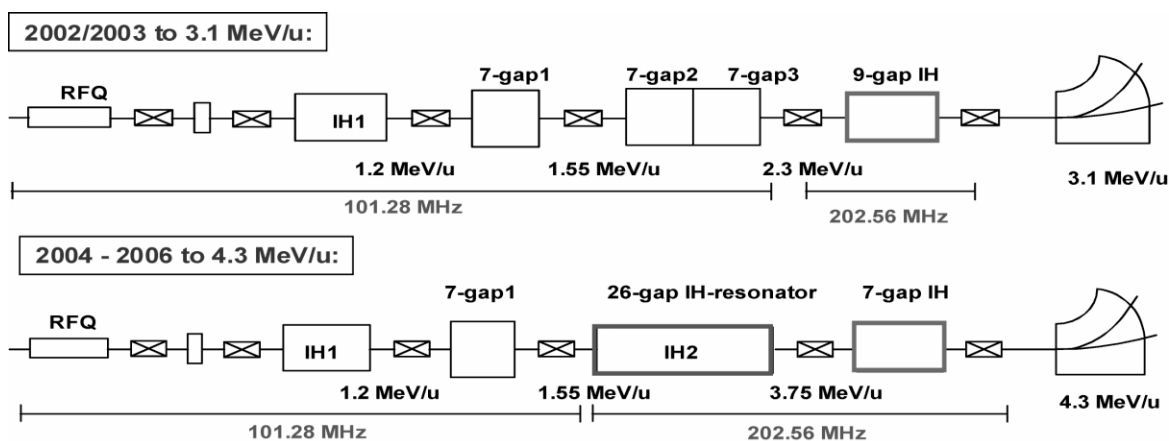 2002/2003 to 3.1 MeV/u:
7-gap1 7-gap2 7-gap3 9-gap IH
RFQ
IH1
1.2 MeV/u 1.55 MeV/u 2.3 MeV/u 3.1 MeV/u
101.28 MHz 202.56 MHz
2004 - 2006 to 4.3 MeV/u:
7-gap1 26-gap IH-resonator 7-gap IH
RFQ
IH1 IH2
1.2 MeV/u 1.55 MeV/u 3.75 MeV/u 4.3 MeV/u
101.28 MHz 202.56 MHz